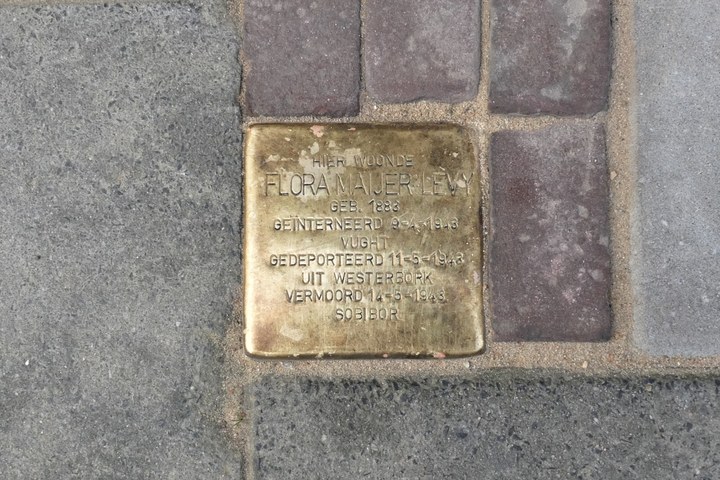 HIER WOONDE
FLORA MAIJER-LEVY
GEB. 1883
GEÏNTERNEERD 9-4-1943
VUGHT
GEDEPORTEERD 11-5-1943
UIT WESTERBORK
VERMOORD 14-5-1943
SOBIBOR